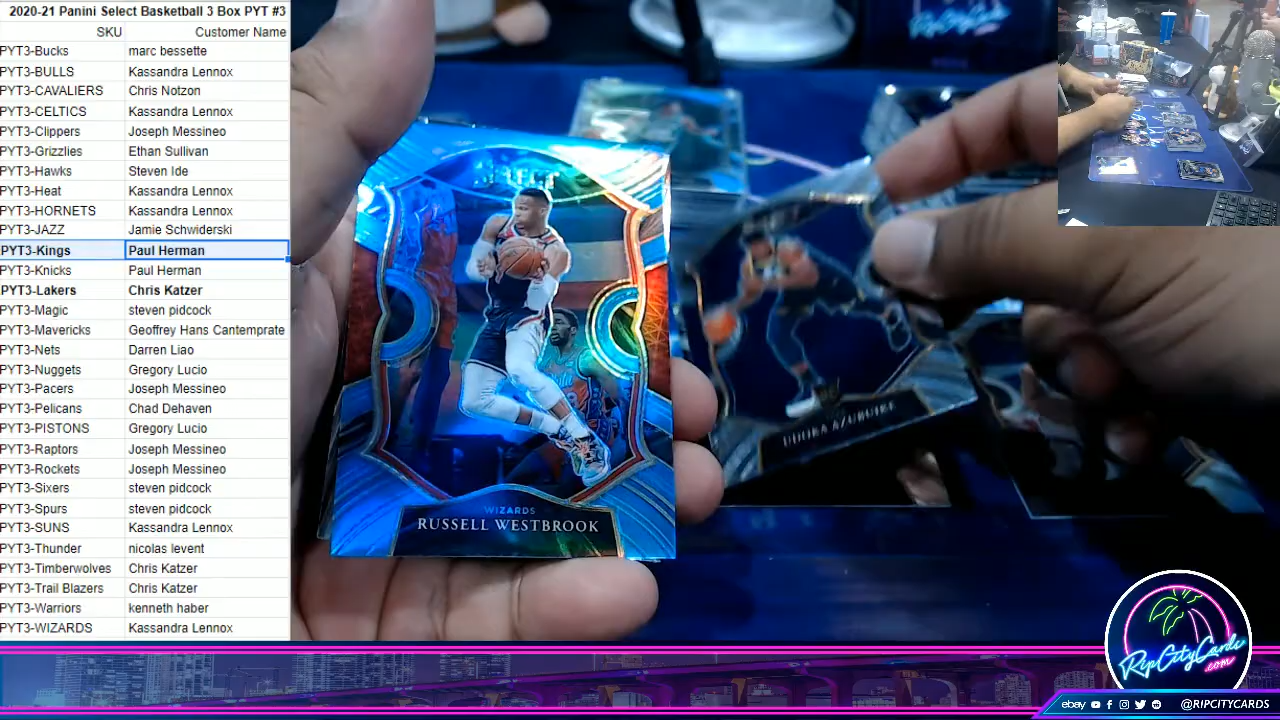 2020-21 Panini Select Basketball 3 Box PYT #3
SKU Customer Name
PYT3-Bucks marc bessette
PYT3-BULLS Kassandra Lennox
PYT3-CAVALIERS Chris Notzon
PYT3-CELTICS Kassandra Lennox
PYT3-Clippers Joseph Messineo
PYT3-Grizzlies Ethan Sullivan
PYT3-Hawks Steven Ide
PYT3-Heat Kassandra Lennox
PYT3-HORNETS Kassandra Lennox
PYT3-JAZZ Jamie Schwiderski
PYT3-Kings Paul Herman
PYT3-Knicks Paul Herman
PYT3-Lakers Chris Katzer
PYT3-Magic steven pidcock
PYT3-Mavericks Geoffrey Hans Cantemprate
PYT3-Nets Darren Liao
PYT3-Nuggets Gregory Lucio
PYT3-Pacers Joseph Messineo
PYT3-Pelicans Chad Dehaven
PYT3-PISTONS Gregory Lucio
PYT3-Raptors Joseph Messineo
PYT3-Rockets Joseph Messineo
PYT3-Sixers steven pidcock
PYT3-Spurs steven pidcock
PYT3-SUNS Kassandra Lennox
PYT3-Thunder nicolas levent
PYT3-Timberwolves Chris Katzer
PYT3-Trail Blazers Chris Katzer
PYT3-Warriors kenneth haber
PYT3-WIZARDS Kassandra Lennox
SELECT
WIZARDS
RUSSELL WESTBROOK
UDOKA AZUBUIKE
RipCityCards
.com
ebay @RIPCITYCARDS